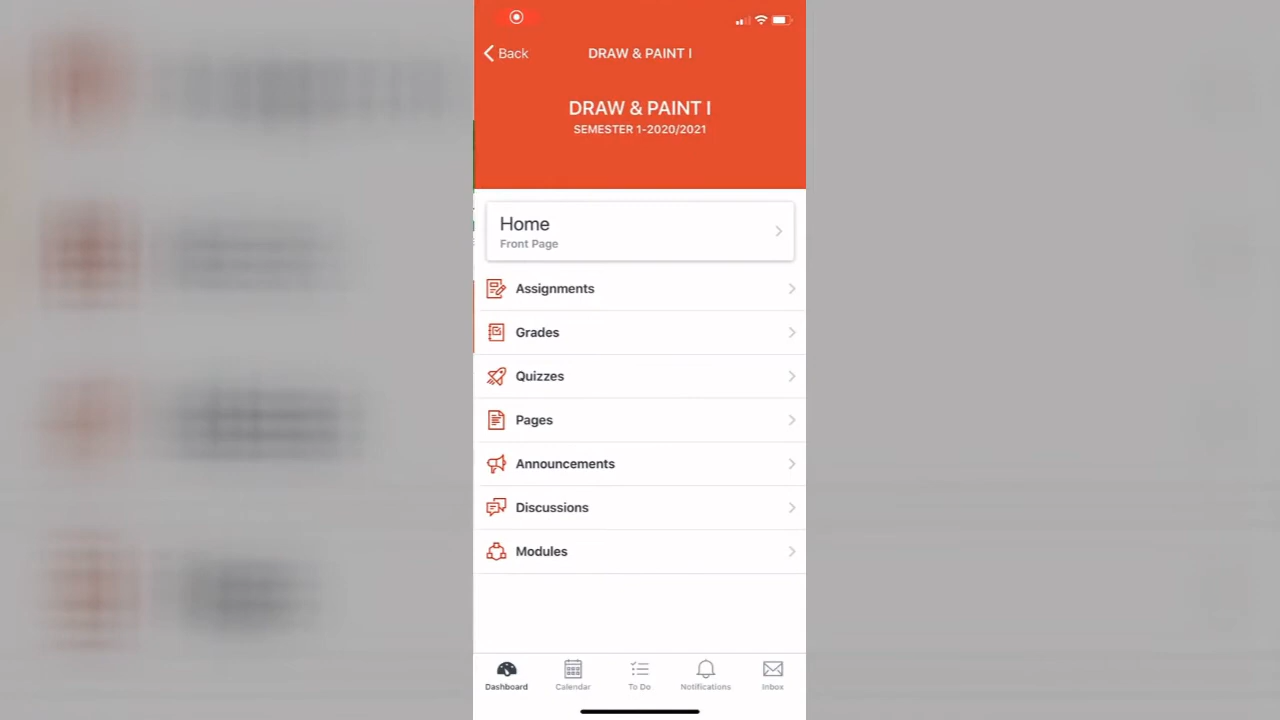 Back
DRAW & PAINT I
DRAW & PAINT I
SEMESTER 1-2020/2021
Home
Front Page
Assignments
Grades
Quizzes
Pages
Announcements
Discussions
Modules
Dashboard
Calendar
To Do
Notifications
Inbox